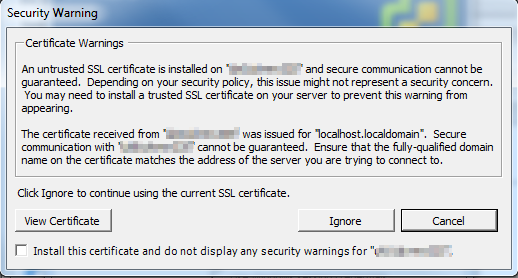 Security Warning
Certificate Warnings
An untrusted SSL certificate is installed on " " and secure communication cannot be
guaranteed. Depending on your security policy, this issue might not represent a security concern.
You may need to install a trusted SSL certificate on your server to prevent this warning from
appearing.
The certificate received from " " was issued for "localhost.localdomain". Secure
communication with " " cannot be guaranteed. Ensure that the fully-qualified domain
name on the certificate matches the address of the server you are trying to connect to.
Click Ignore to continue using the current SSL certificate.
View Certificate
Ignore
Cancel
Install this certificate and do not display any security warnings for " ".